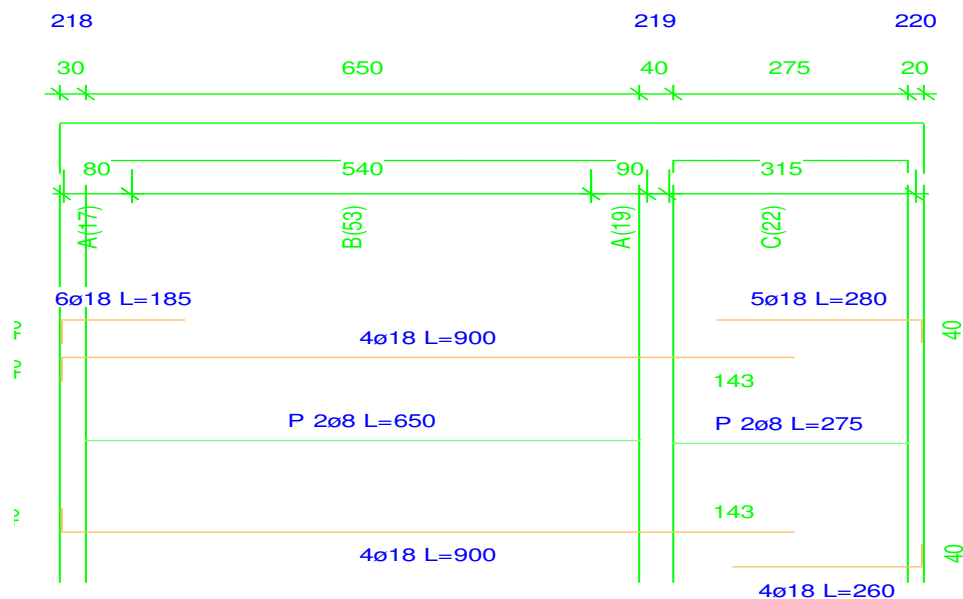 218 219 220
30 650 40 275 20
80 540 90 315
A(17) B(53) A(19) C(22)
6ø18 L=185 5ø18 L=280
4ø18 L=900 40
143
P 2ø8 L=650 P 2ø8 L=275
143
4ø18 L=900 40
4ø18 L=260